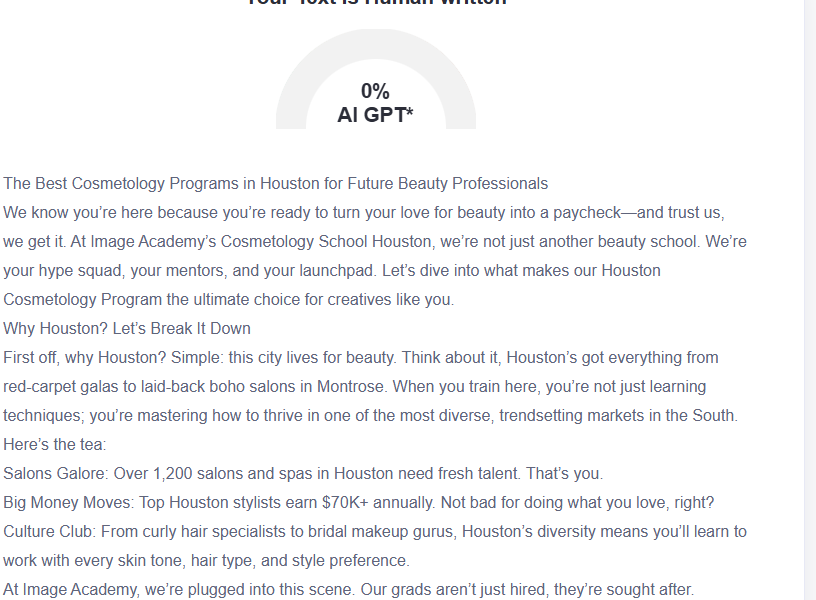 Your Text is Human written
0%
AI GPT*
The Best Cosmetology Programs in Houston for Future Beauty Professionals
We know you’re here because you’re ready to turn your love for beauty into a paycheck—and trust us,
we get it. At Image Academy’s Cosmetology School Houston, we’re not just another beauty school. We’re
your hype squad, your mentors, and your launchpad. Let’s dive into what makes our Houston
Cosmetology Program the ultimate choice for creatives like you.
Why Houston? Let’s Break It Down
First off, why Houston? Simple: this city lives for beauty. Think about it, Houston’s got everything from
red-carpet galas to laid-back boho salons in Montrose. When you train here, you’re not just learning
techniques; you’re mastering how to thrive in one of the most diverse, trendsetting markets in the South.
Here’s the tea:
Salons Galore: Over 1,200 salons and spas in Houston need fresh talent. That’s you.
Big Money Moves: Top Houston stylists earn $70K+ annually. Not bad for doing what you love, right?
Culture Club: From curly hair specialists to bridal makeup gurus, Houston’s diversity means you’ll learn to
work with every skin tone, hair type, and style preference.
At Image Academy, we’re plugged into this scene. Our grads aren’t just hired, they’re sought after.